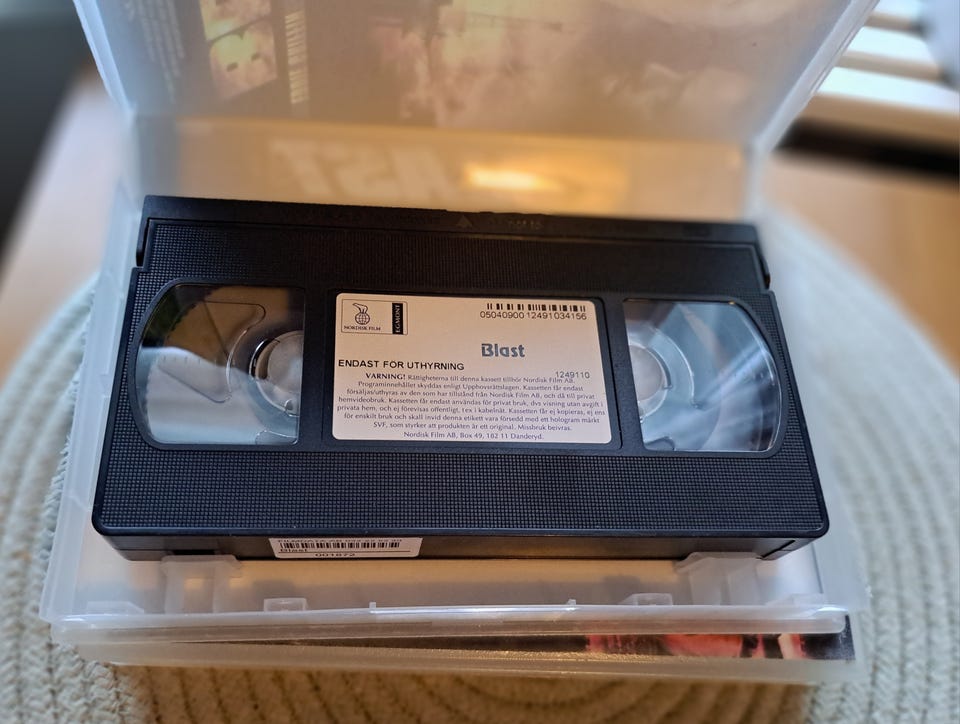 AST
NORDISK FILM
EGMONT
05040900 12491034156
Blast
ENDAST FÖR UTHYRNING
1249110
VARNING! Rättigheterna till denna kassett tillhör Nordisk Film AB.
Programinnehållet skyddas enligt Upphovsrättslagen. Kassetten får endast
försäljas/uthyras av den som har tillstånd från Nordisk Film AB, och då till privat
hemvideobruk. Kassetten får endast användas för privat bruk, dvs visning utan avgift i
privata hem, och ej förevisas offentligt, t ex i kabelnät. Kassetten får ej kopieras, ej ens
för enskilt bruk och skall invid denna etikett vara försedd med ett hologram märkt
SVF, som styrker att produkten är ett original. Missbruk beivras.
Nordisk Film AB, Box 49, 182 11 Danderyd.
Blast
001872